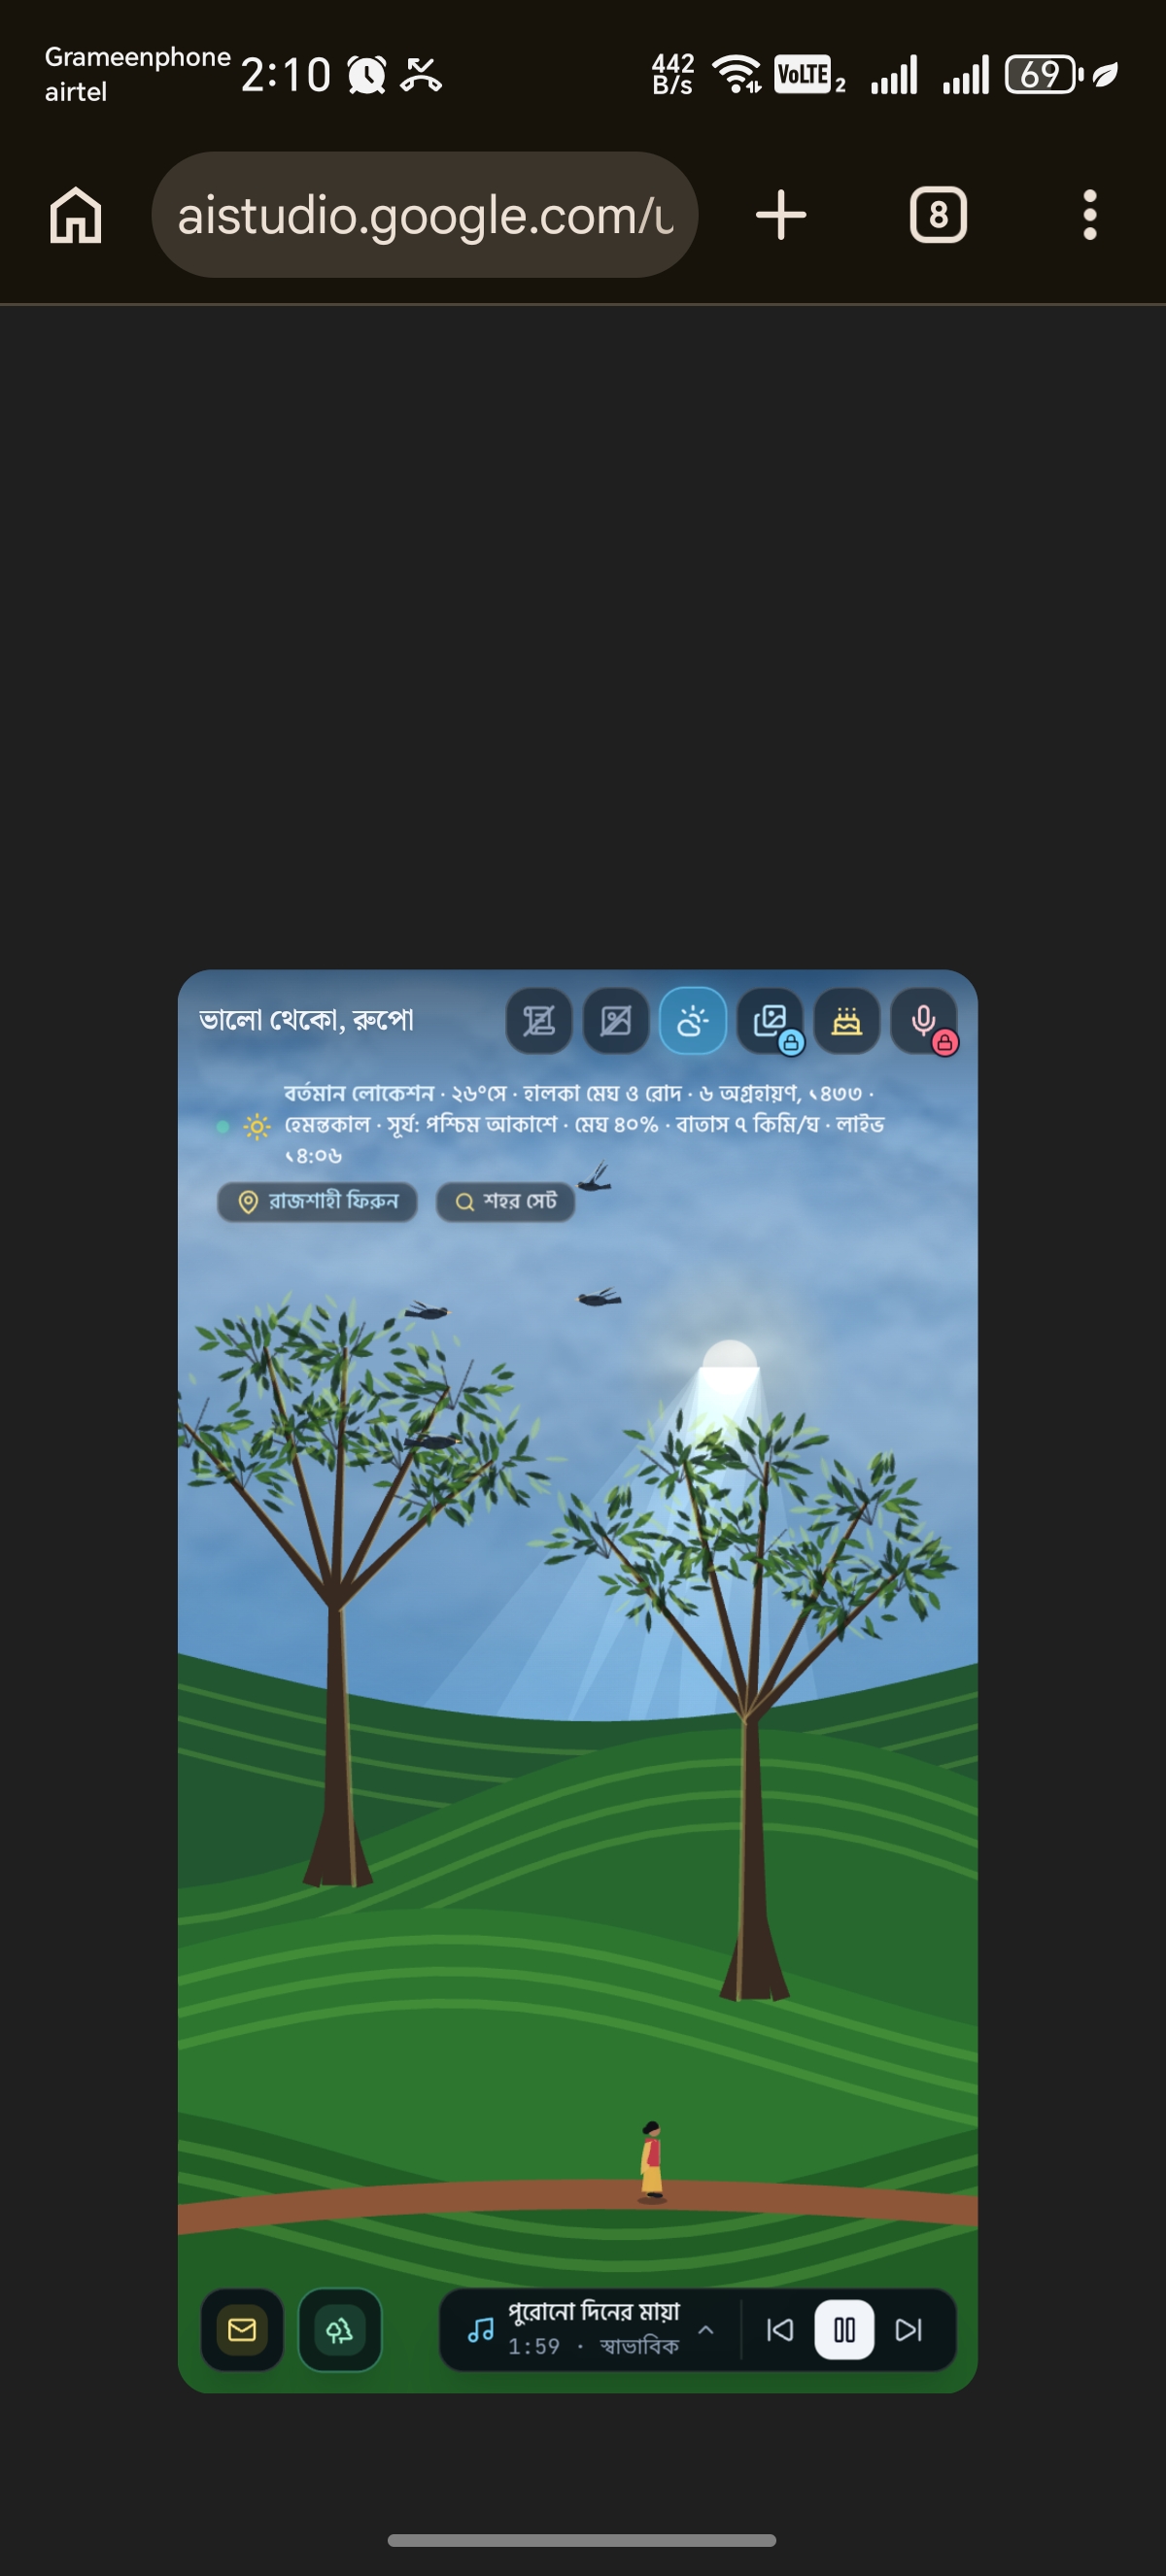 Grameenphone
airtel
2:10
442
B/s
VoLTE 2
69
aistudio.google.com/u
8
ভালো থেকো, রুপো
বর্তমান লোকেশন · ২৬°সে · হালকা মেঘ ও রোদ · ৬ অগ্রহায়ণ, ১৪৩৩ ·
হেমন্তকাল · সূর্য: পশ্চিম আকাশে · মেঘ ৪০% · বাতাস ৭ কিমি/ঘ · লাইভ
১৪:০৬
রাজশাহী ফিরুন
শহর সেট
পুরোনো দিনের মায়া
1:59 · স্বাভাবিক